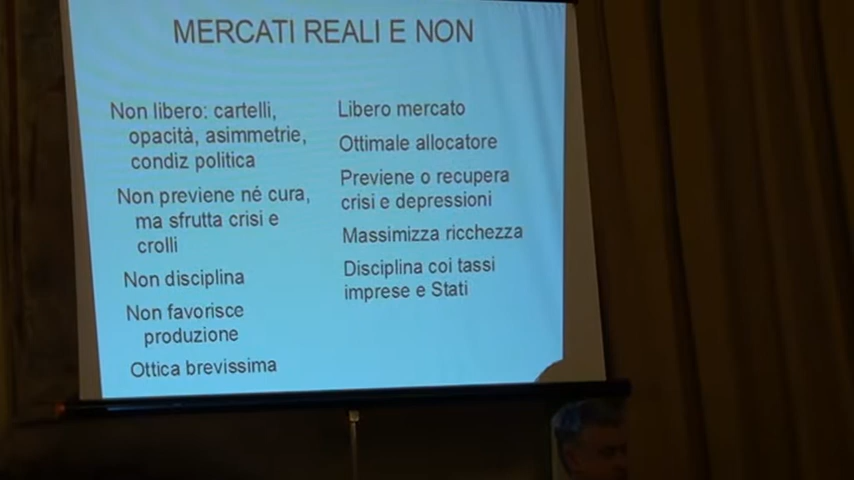 MERCATI REALI E NON
Non libero: cartelli,
opacità, asimmetrie,
condiz politica
Non previene né cura,
ma sfrutta crisi e
crolli
Non disciplina
Non favorisce
produzione
Ottica brevissima
Libero mercato
Ottimale allocatore
Previene o recupera
crisi e depressioni
Massimizza ricchezza
Disciplina coi tassi
imprese e Stati